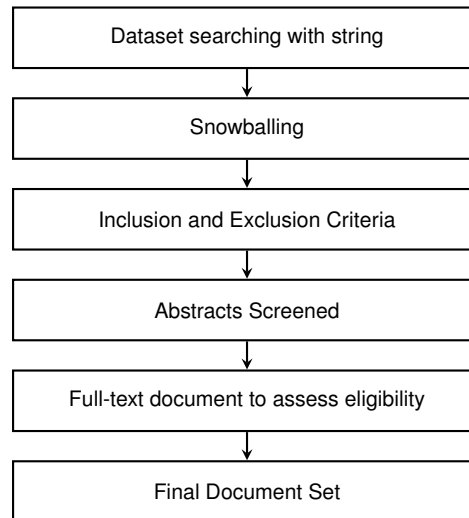 Dataset searching with string
Snowballing
Inclusion and Exclusion Criteria
Abstracts Screened
Full-text document to assess eligibility
Final Document Set